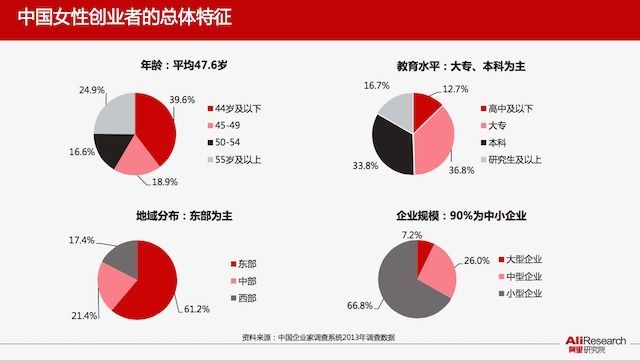 中国女性创业者的总体特征
年龄：平均47.6岁
24.9%
39.6%
16.6%
18.9%
44岁及以下
45-49
50-54
55岁及以上
教育水平：大专、本科为主
16.7%
12.7%
33.8%
36.8%
高中及以下
大专
本科
研究生及以上
地域分布：东部为主
17.4%
21.4%
61.2%
东部
中部
西部
企业规模：90%为中小企业
7.2%
26.0%
66.8%
大型企业
中型企业
小型企业
资料来源：中国企业家调查系统2013年调查数据
AliResearch
阿里研究院